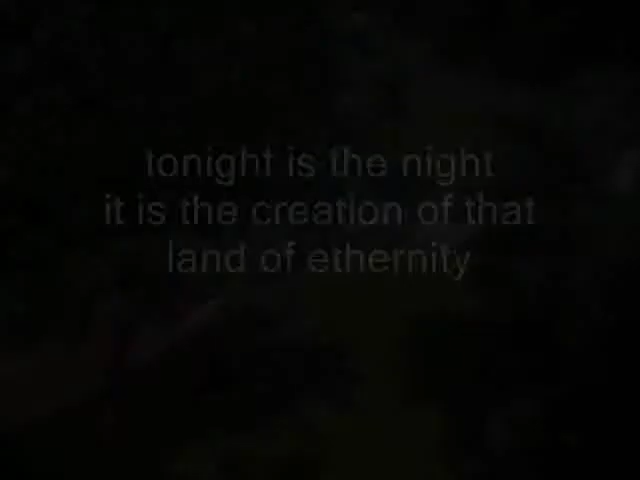 tonight is the night
it is the creation of that
land of ethernity